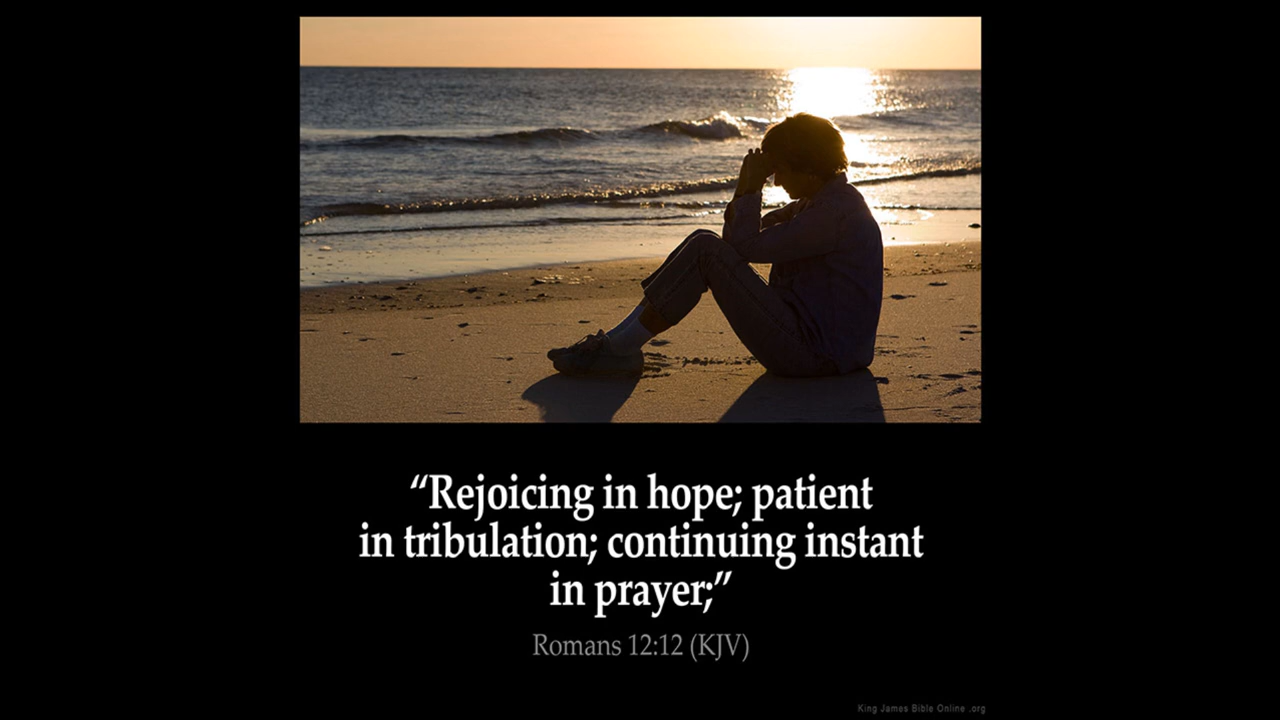 “Rejoicing in hope; patient
in tribulation; continuing instant
in prayer;”
Romans 12:12 (KJV)
King James Bible Online .org